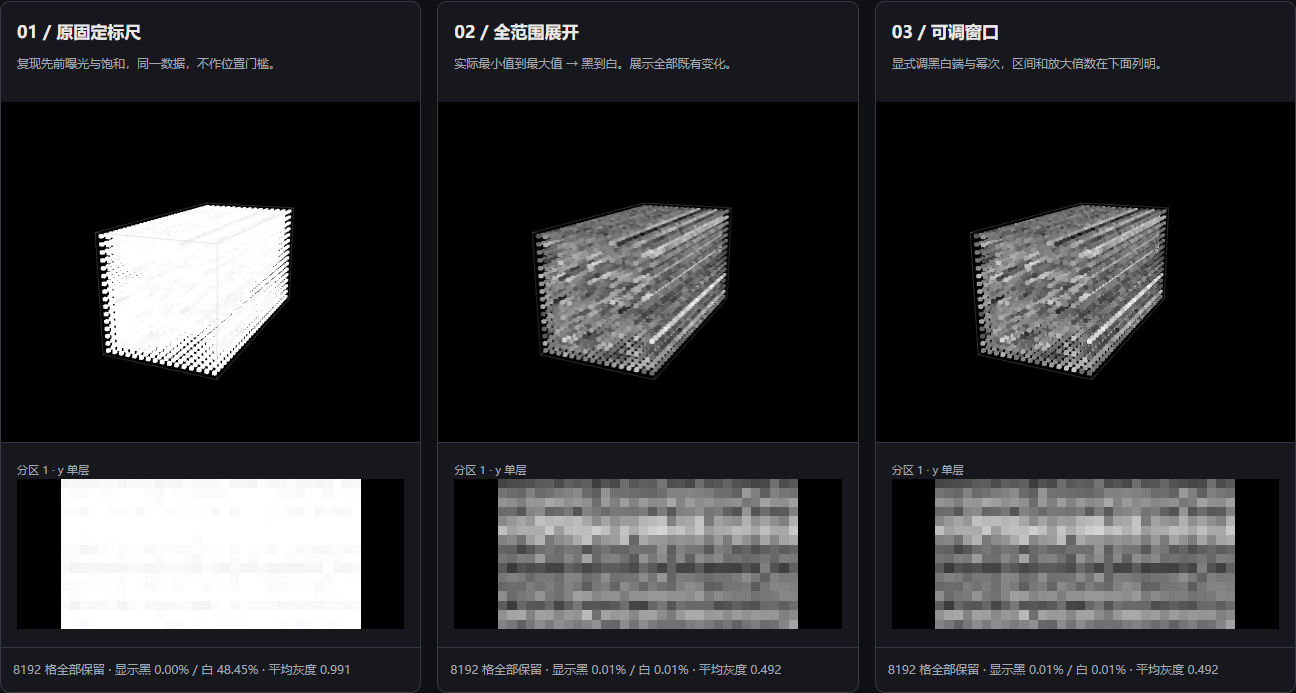 01 / 原固定标尺
复现先前曝光与饱和，同一数据，不作位置门槛。
分区 1 · y 单层
8192 格全部保留 · 显示黑 0.00% / 白 48.45% · 平均灰度 0.991
02 / 全范围展开
实际最小值到最大值 → 黑到白。展示全部既有变化。
分区 1 · y 单层
8192 格全部保留 · 显示黑 0.01% / 白 0.01% · 平均灰度 0.492
03 / 可调窗口
显式调黑白端与幂次，区间和放大倍数在下面列明。
分区 1 · y 单层
8192 格全部保留 · 显示黑 0.01% / 白 0.01% · 平均灰度 0.492